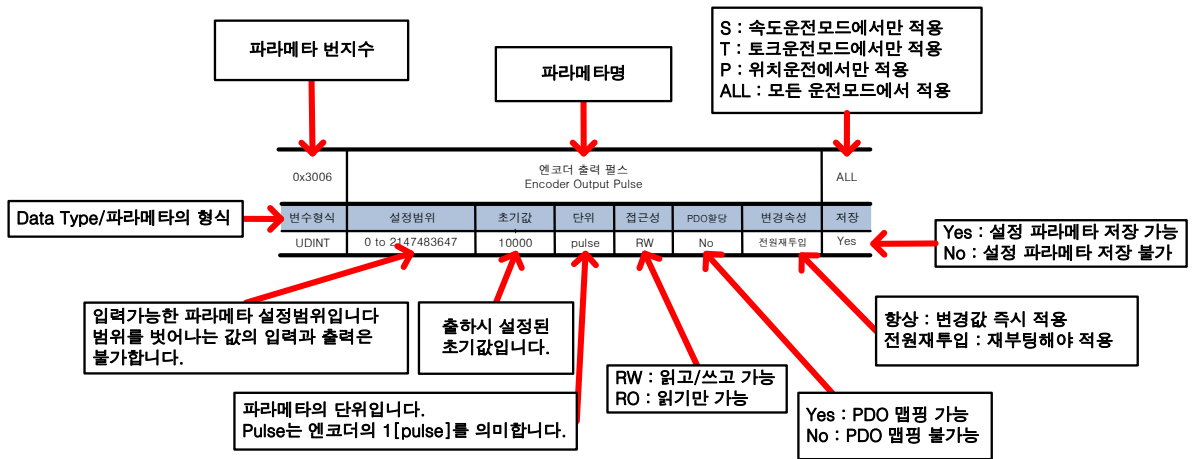 파라메타 번지수
파라메타명
S : 속도운전모드에서만 적용
T : 토크운전모드에서만 적용
P : 위치운전에서만 적용
ALL : 모든 운전모드에서 적용
0x3006
엔코더 출력 펄스
Encoder Output Pulse
ALL
Data Type/파라메타의 형식
변수형식 설정범위 초기값 단위 접근성 PDO할당 변경속성 저장
UDINT 0 to 2147483647 10000 pulse RW No 전원재투입 Yes
Yes : 설정 파라메타 저장 가능
No : 설정 파라메타 저장 불가
입력가능한 파라메타 설정범위입니다
범위를 벗어나는 값의 입력과 출력은
불가합니다.
출하시 설정된
초기값입니다.
항상 : 변경값 즉시 적용
전원재투입 : 재부팅해야 적용
RW : 읽고/쓰고 가능
RO : 읽기만 가능
파라메타의 단위입니다.
Pulse는 엔코더의 1[pulse]를 의미합니다.
Yes : PDO 맵핑 가능
No : PDO 맵핑 불가능